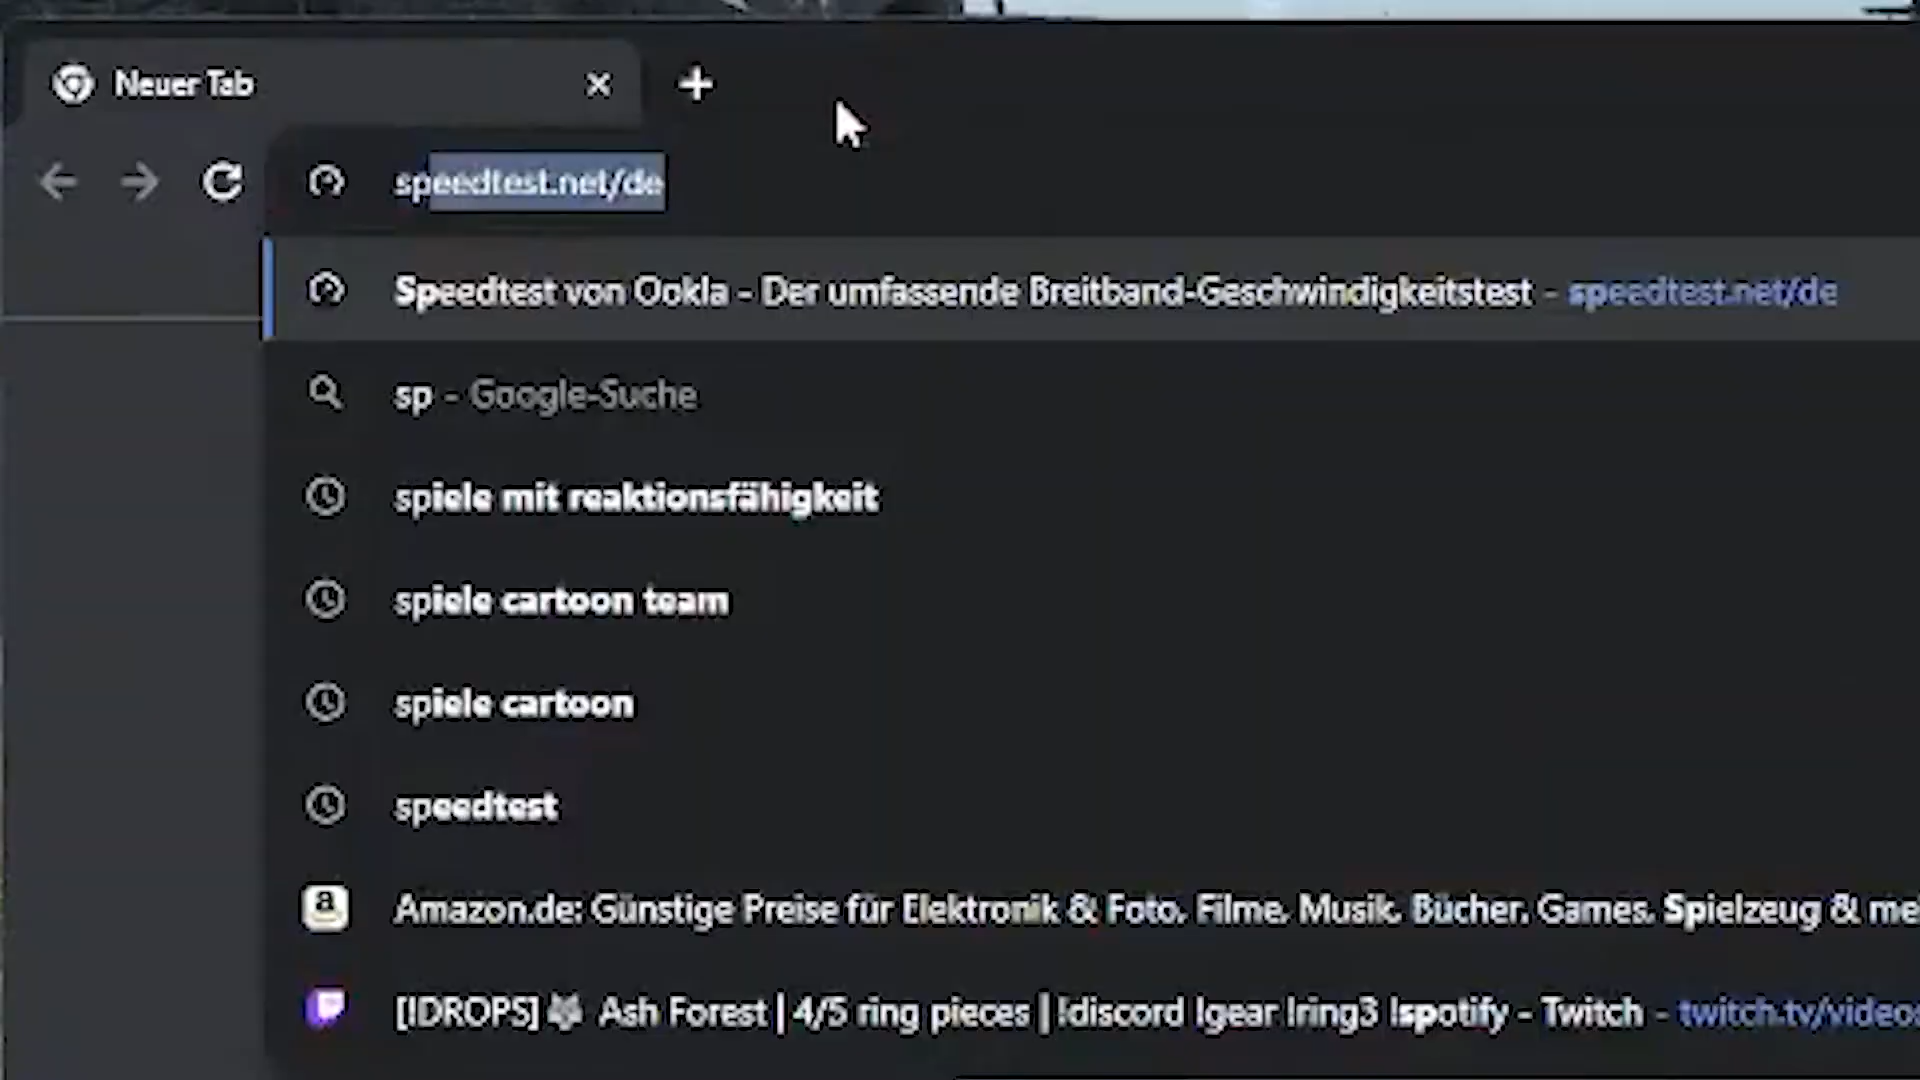 Neuer Tab
speedtest.net/de
Speedtest von Ookla - Der umfassende Breitband-Geschwindigkeitstest - speedtest.net/de
sp - Google-Suche
spiele mit reaktionsfähigkeit
spiele cartoon team
spiele cartoon
speedtest
Amazon.de: Günstige Preise für Elektronik & Foto, Filme, Musik, Bücher, Games, Spielzeug & me
[!DROPS] Ash Forest | 4/5 ring pieces | !discord !gear !ring3 !spotify - Twitch - twitch.tv/videos